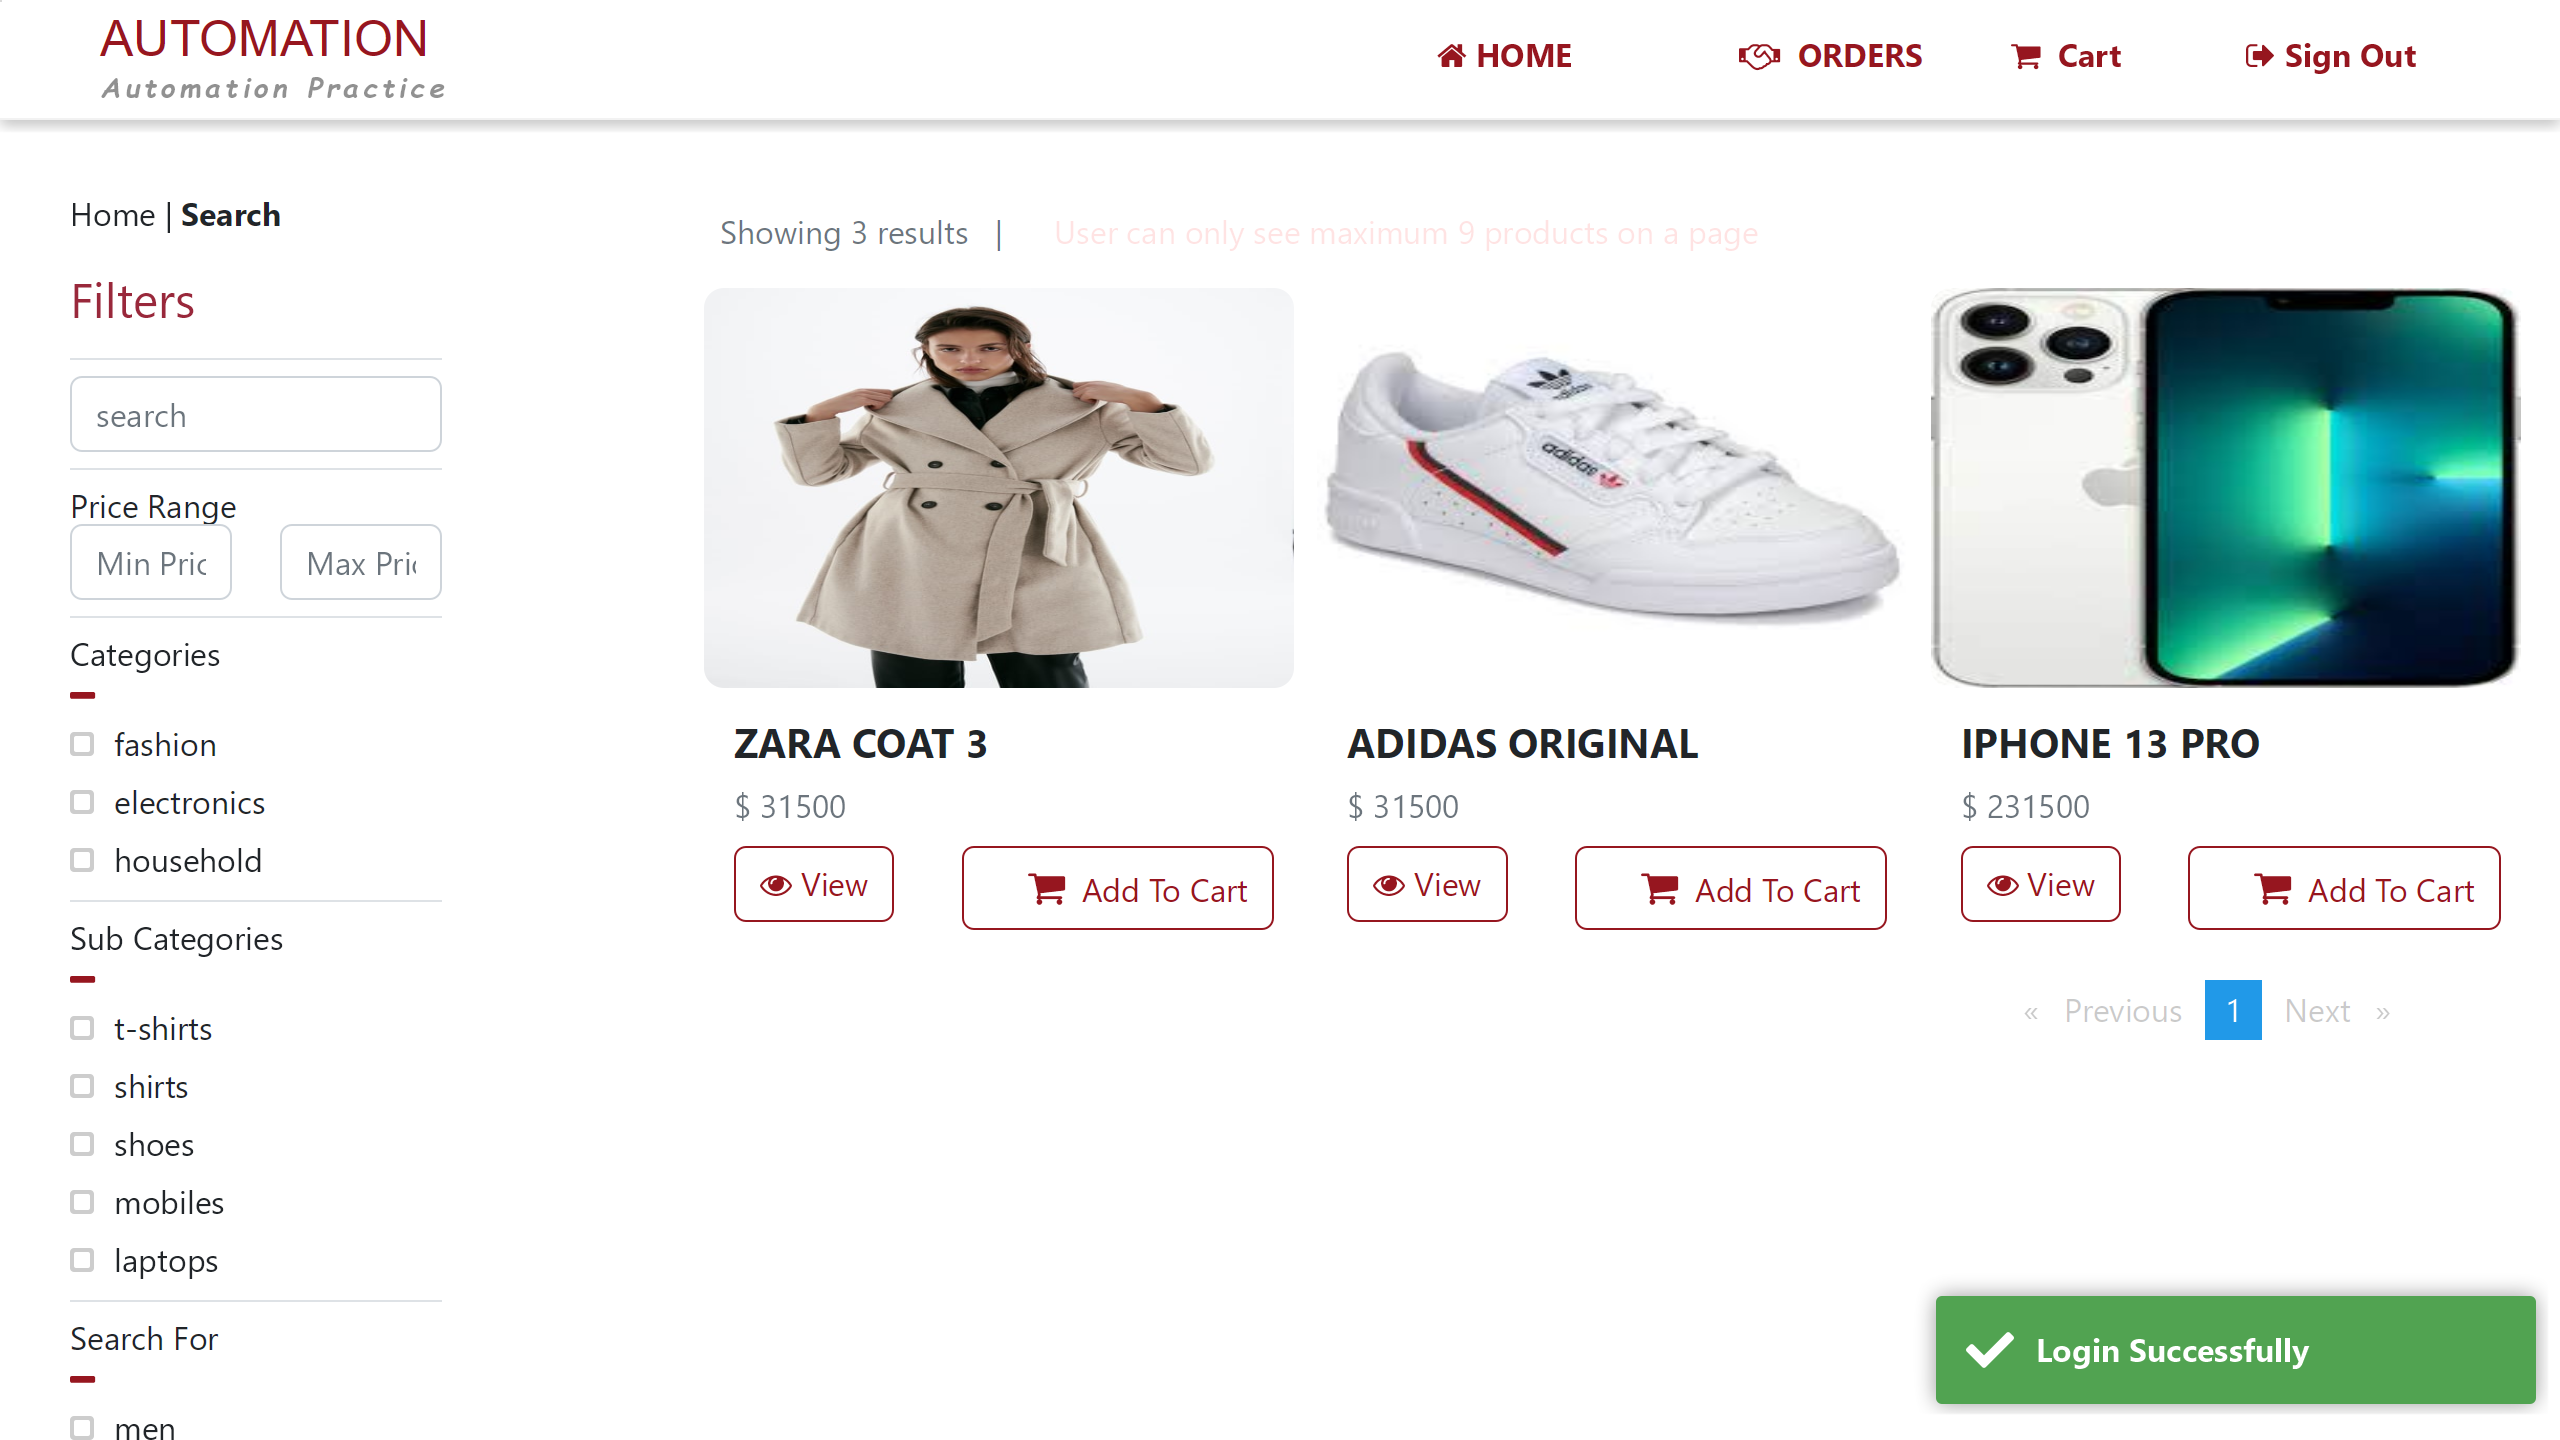 AUTOMATION
Automation Practice
HOME
ORDERS
Cart
Sign Out
Home | Search
Filters
search
Price Range
Min Pric
Max Pri
Categories
fashion
electronics
household
Sub Categories
t-shirts
shirts
shoes
mobiles
laptops
Search For
men
Showing 3 results |
User can only see maximum 9 products on a page
adidas
adidas
ZARA COAT 3
$ 31500
View
Add To Cart
ADIDAS ORIGINAL
$ 31500
View
Add To Cart
IPHONE 13 PRO
$ 231500
View
Add To Cart
« Previous 1 Next »
Login Successfully